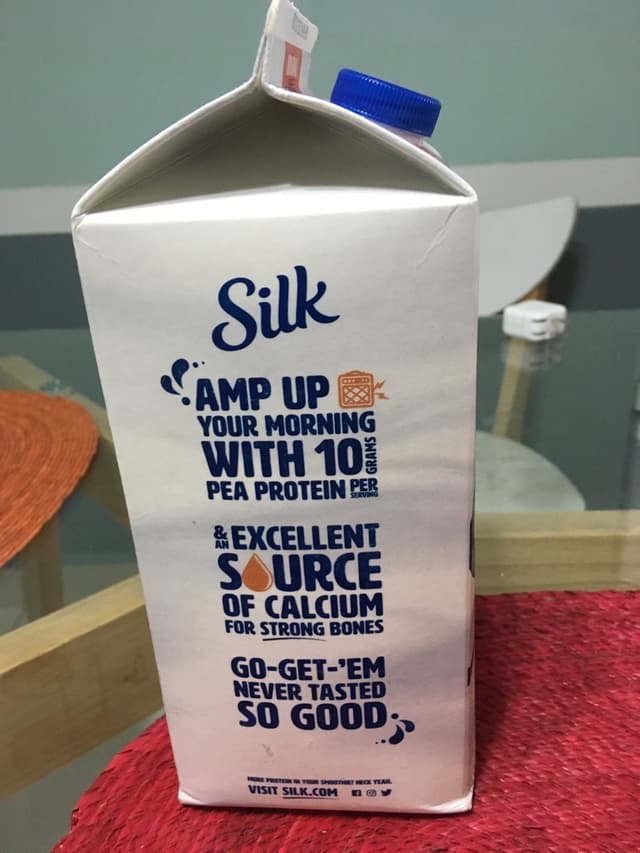 Silk
AMP UP
YOUR MORNING
WITH 10 GRAMS
PEA PROTEIN PER SERVING
& AN EXCELLENT
SOURCE
OF CALCIUM
FOR STRONG BONES
GO-GET-'EM
NEVER TASTED
SO GOOD
MORE PROTEIN IN YOUR SMOOTHIE? HECK YEAH.
VISIT SILK.COM